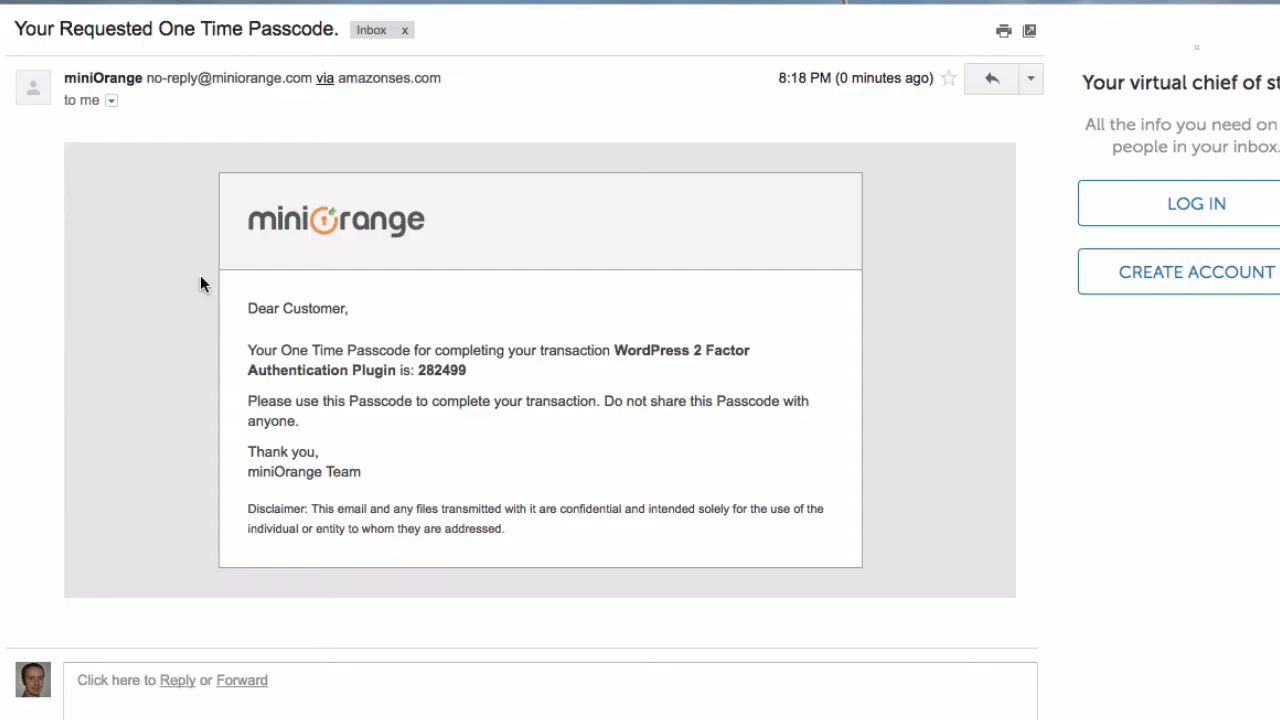 Your Requested One Time Passcode. Inbox x
miniOrange no-reply@miniorange.com via amazonses.com 8:18 PM (0 minutes ago)
to me
miniOrange
Dear Customer,
Your One Time Passcode for completing your transaction WordPress 2 Factor
Authentication Plugin is: 282499
Please use this Passcode to complete your transaction. Do not share this Passcode with
anyone.
Thank you,
miniOrange Team
Disclaimer: This email and any files transmitted with it are confidential and intended solely for the use of the
individual or entity to whom they are addressed.
Click here to Reply or Forward
Your virtual chief of st
All the info you need on
people in your inbox.
LOG IN
CREATE ACCOUNT